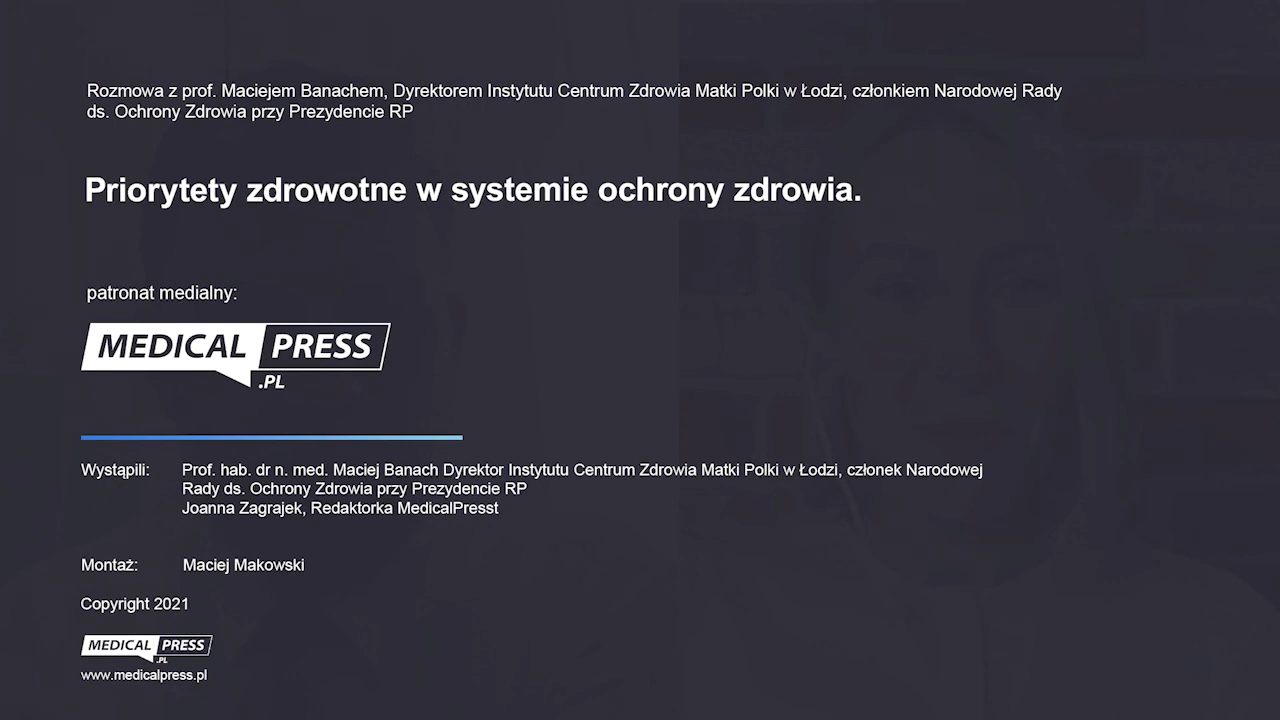 Rozmowa z prof. Maciejem Banachem, Dyrektorem Instytutu Centrum Zdrowia Matki Polki w Łodzi, członkiem Narodowej Rady
ds. Ochrony Zdrowia przy Prezydencie RP
Priorytety zdrowotne w systemie ochrony zdrowia.
patronat medialny:
MEDICAL PRESS
.PL
Wystąpili: Prof. hab. dr n. med. Maciej Banach Dyrektor Instytutu Centrum Zdrowia Matki Polki w Łodzi, członek Narodowej
Rady ds. Ochrony Zdrowia przy Prezydencie RP
Joanna Zagrajek, Redaktorka MedicalPresst
Montaż: Maciej Makowski
Copyright 2021
MEDICAL PRESS
.PL
www.medicalpress.pl